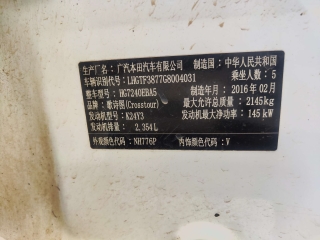 生产厂名：广汽本田汽车有限公司 制造国：中华人民共和国
车辆识别代号：LHGTF3877G8004031 乘坐人数：5
整车型号：HG7240EBA5 制造年月：2016年02月
品牌：歌诗图(Crosstour) 最大允许总质量：2145kg
发动机型号：K24Y3 发动机最大净功率：145kW
发动机排量：2.354L
外观颜色代码：NH776P 内饰颜色代码：V